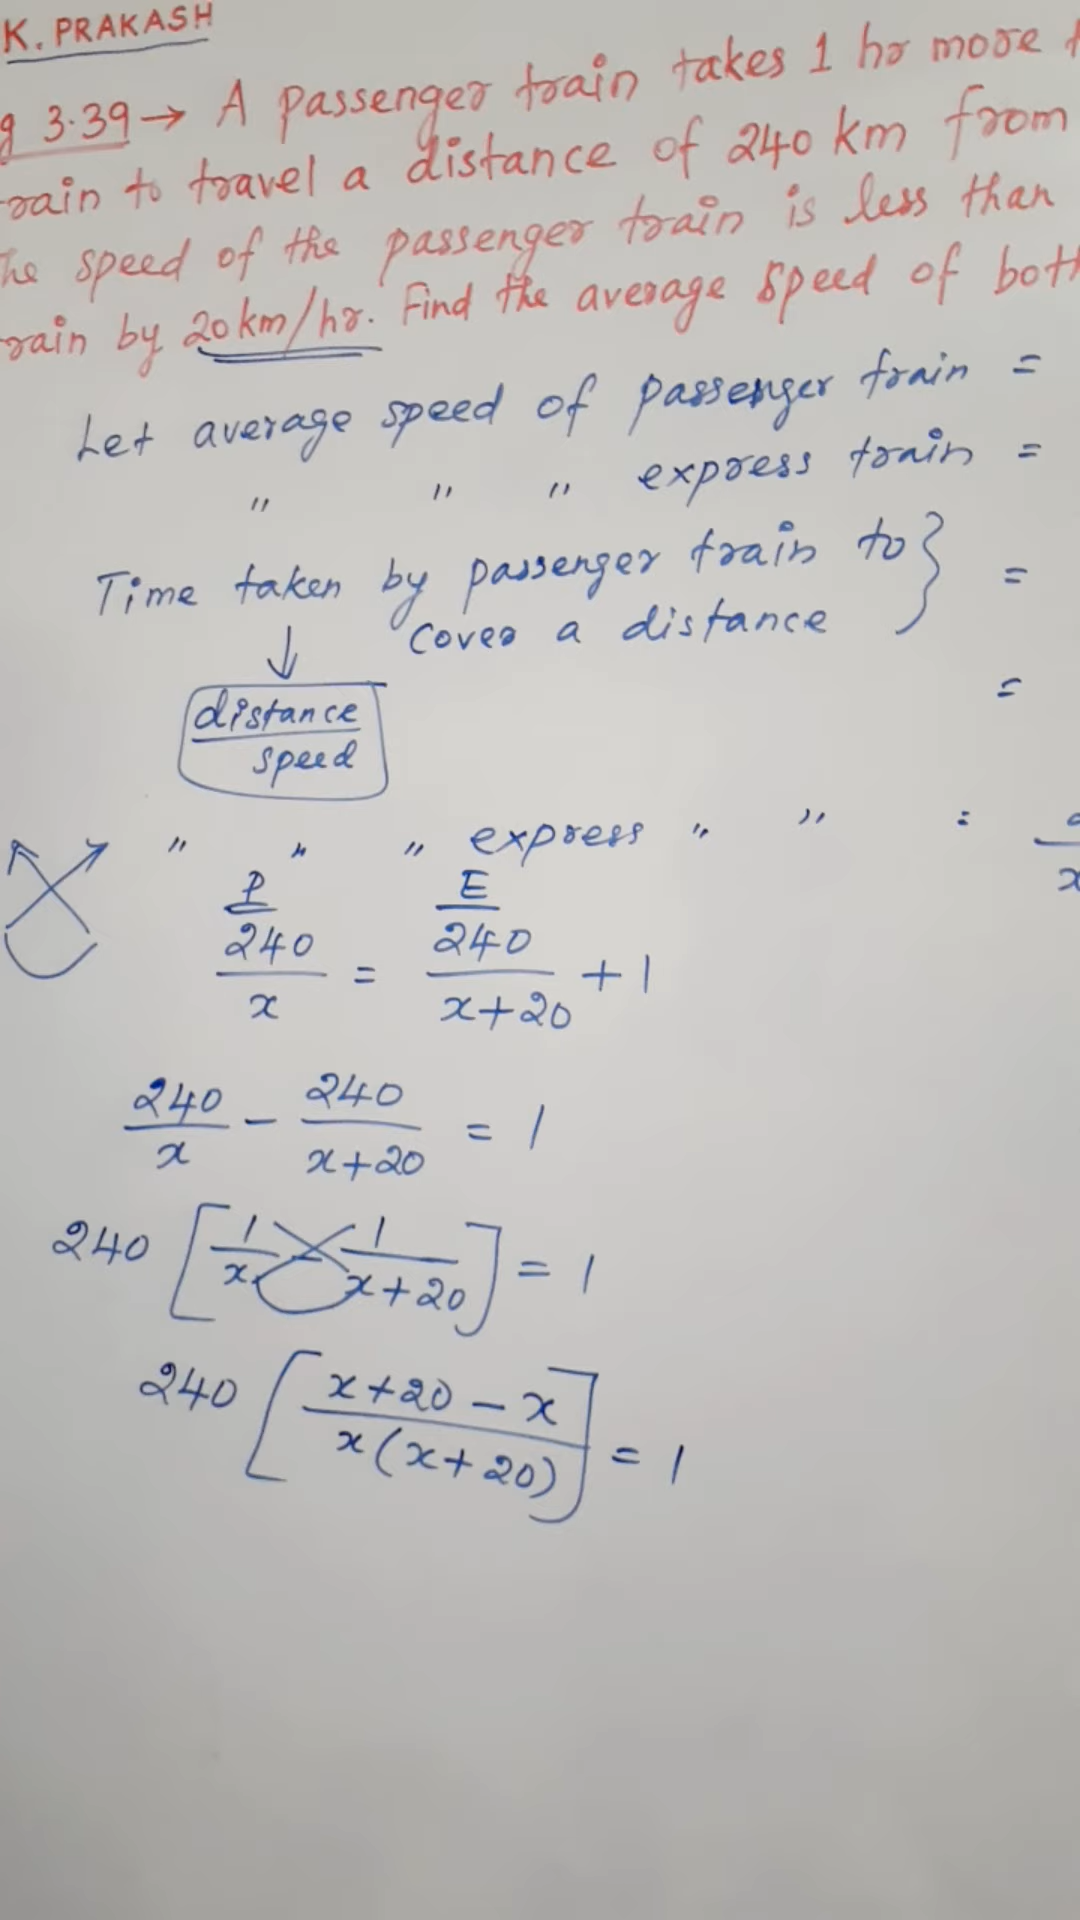 K. PRAKASH
g 3.39 → A passenger train takes 1 hr more
rain to travel a distance of 240 km from
he speed of the passenger train is less than
rain by 20 km/hr. Find the average speed of both
Let average speed of passenger train =
" " " express train =
Time taken by passenger train to } =
cover a distance
↓
=
distance
speed
" " " express " " =
x
P E
240/x = 240/(x+20) + 1
240/x - 240/(x+20) = 1
240 [1/x - 1/(x+20)] = 1
240 [(x+20-x)/(x(x+20))] = 1